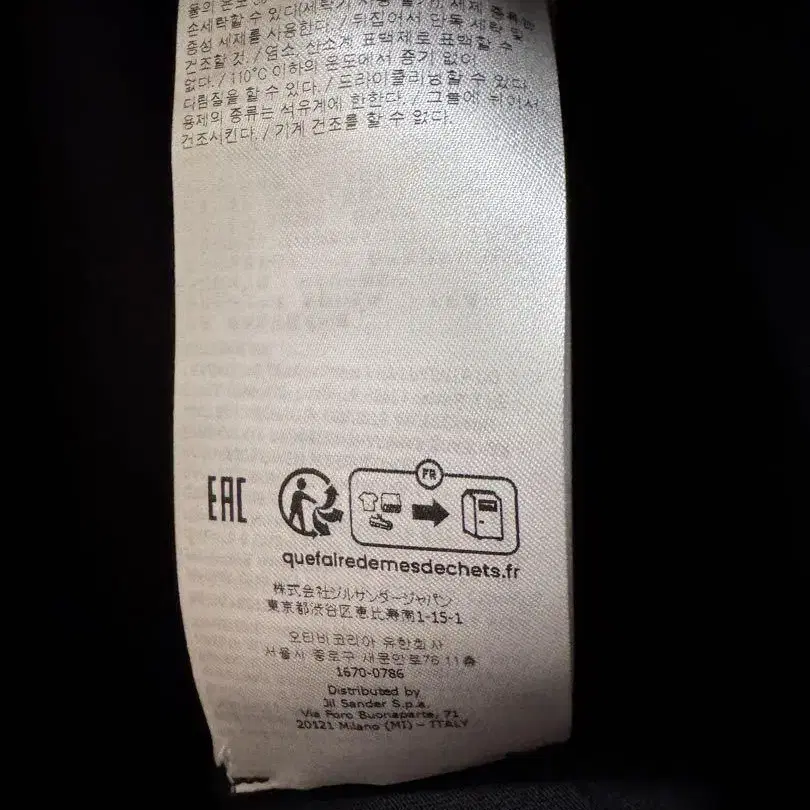 손세탁할 수 있다
중성 세제를 사용한다. / 뒤집어서 단독 세탁 및
건조할 것. / 염소, 산소계 표백제로 표백할 수
없다. / 110°C 이하의 온도에서 증기 없이
다림질을 할 수 있다. / 드라이클리닝할 수 있다.
용제의 종류는 석유계에 한한다. / 그늘에 뉘어서
건조시킨다. / 기계 건조를 할 수 없다.
EAC
FR
quefairedemesdechets.fr
株式会社ジルサンダージャパン
東京都渋谷区恵比寿南1-15-1
오티비코리아 유한회사
서울시 종로구 새문안로76 11층
1670-0786
Distributed by
Jil Sander S.p.a.
Via Foro Buonaparte, 71
20121 Milano (MI) - ITALY